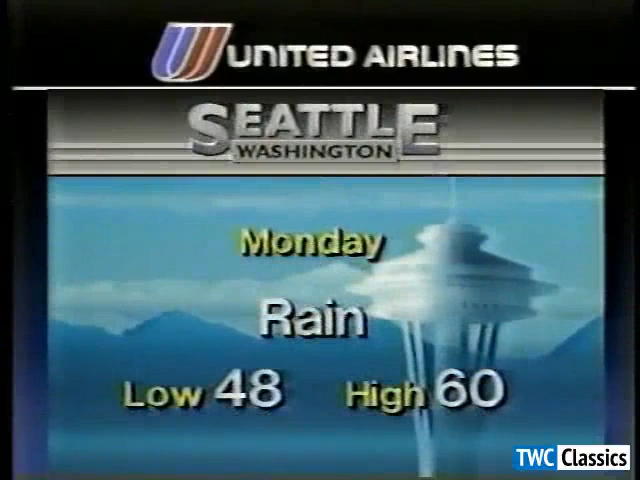 UNITED AIRLINES
SEATTLE
WASHINGTON
Monday
Rain
Low 48 High 60
TWC Classics